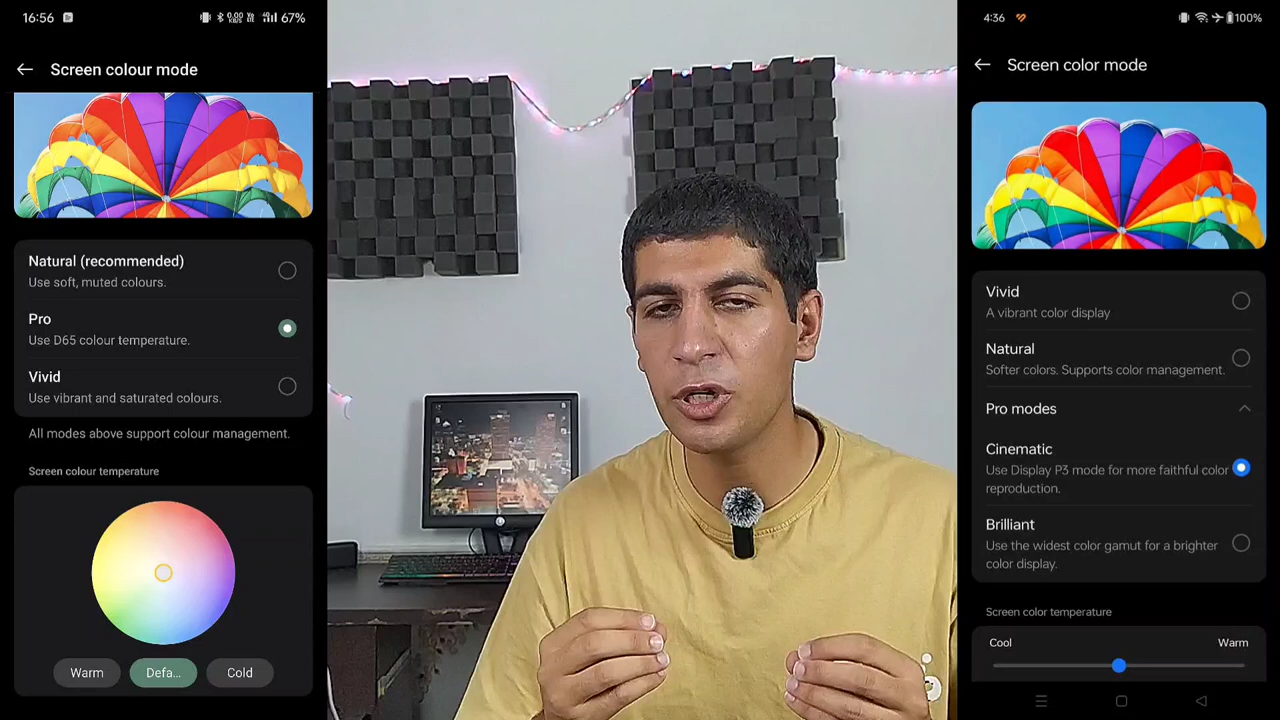 16:56
0.00
KB/S
67%
Screen colour mode
Natural (recommended)
Use soft, muted colours.
Pro
Use D65 colour temperature.
Vivid
Use vibrant and saturated colours.
All modes above support colour management.
Screen colour temperature
Warm
Defa...
Cold
4:36
100%
Screen color mode
Vivid
A vibrant color display
Natural
Softer colors. Supports color management.
Pro modes
Cinematic
Use Display P3 mode for more faithful color
reproduction.
Brilliant
Use the widest color gamut for a brighter
color display.
Screen color temperature
Cool
Warm